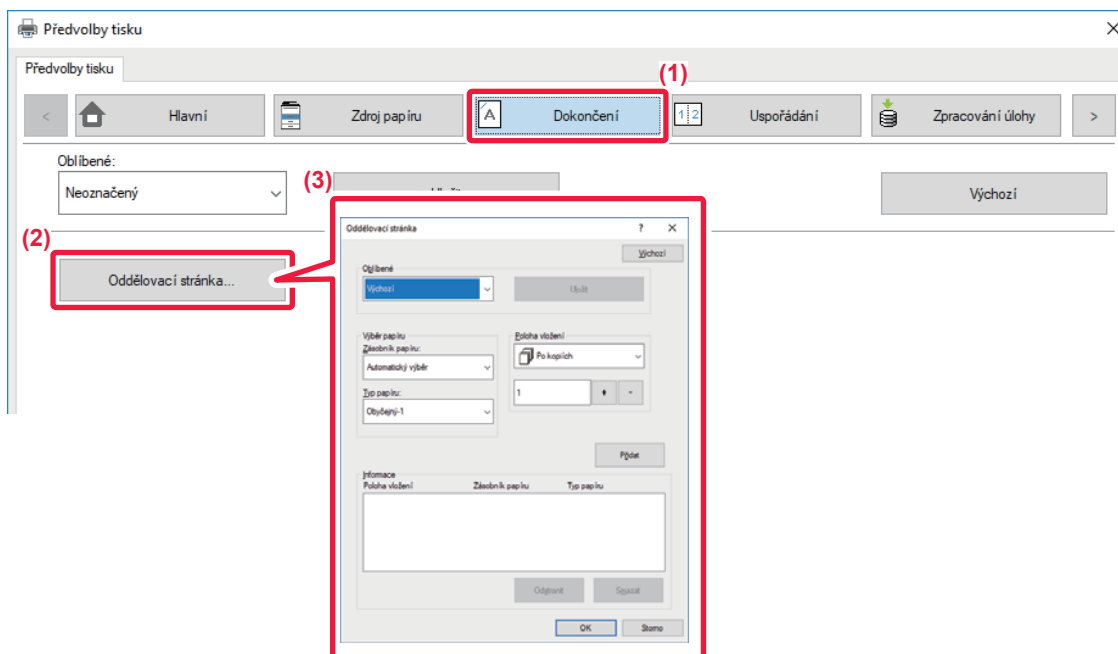 Předvolby tisku
Předvolby tisku
(1)
< Hlavní Zdroj papíru Dokončení 1 2 Uspořádání Zpracování úlohy >
Oblíbené:
Neoznačený
(3)
Výchozí
(2)
Oddělovací stránka...
Oddělovací stránka ?
Výchozí
Oblíbené
Výchozí
Uložit
Výběr papíru
Zásobník papíru:
Automatický výběr
Typ papíru:
Obyčejný-1
Poloha vložení
Po kopiích
1 + -
Přidat
Informace
Poloha vložení Zásobník papíru Typ papíru
Odstranit Smazat
OK Storno